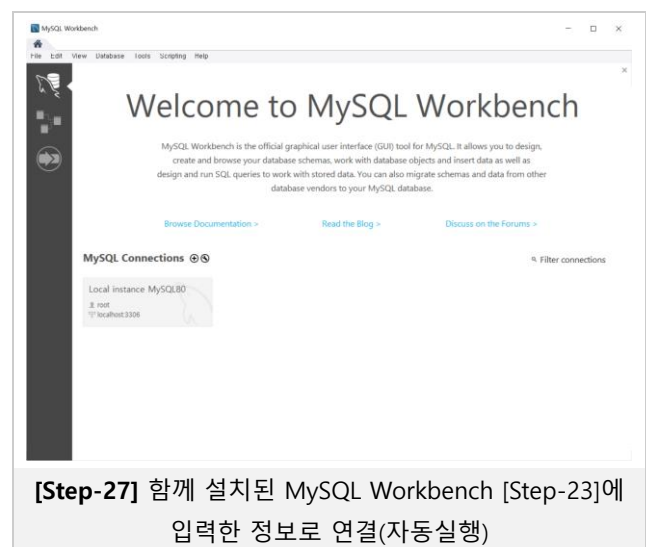 MySQL Workbench
File Edit View Database Tools Scripting Help
Welcome to MySQL Workbench
MySQL Workbench is the official graphical user interface (GUI) tool for MySQL. It allows you to design,
create and browse your database schemas, work with database objects and insert data as well as
design and run SQL queries to work with stored data. You can also migrate schemas and data from other
database vendors to your MySQL database.
Browse Documentation > Read the Blog > Discuss on the Forums >
MySQL Connections Filter connections
Local instance MySQL80
root
localhost:3306
[Step-27] 함께 설치된 MySQL Workbench [Step-23]에
입력한 정보로 연결(자동실행)